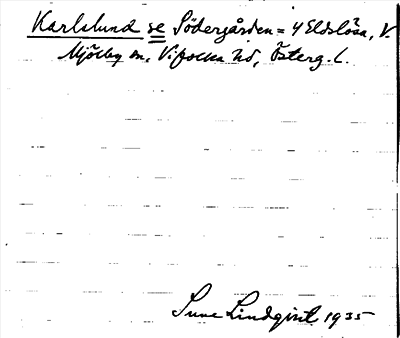 Karlslund se Södergården = 4 Eldslösa, V.
Mjölby sn, Vifolka hd, Österg. l.
Sune Lindqvist 1935